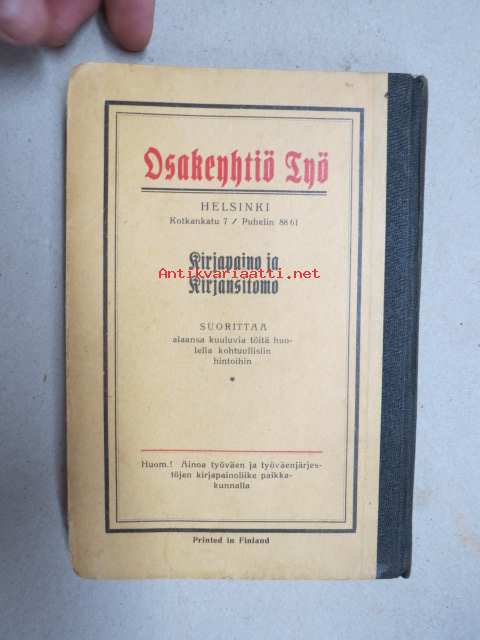 Osakeyhtiö Työ
HELSINKI
Kotkankatu 7 / Puhelin 88 61
Kirjapaino ja
Antikvariaatti.net
Kirjansitomo
SUORITTAA
alaansa kuuluvia töitä huo-
lella kohtuullisiin
hintoihin
*
Huom.! Ainoa työväen ja työväenjärjes-
töjen kirjapainoliike paikka-
kunnalla
Printed in Finland